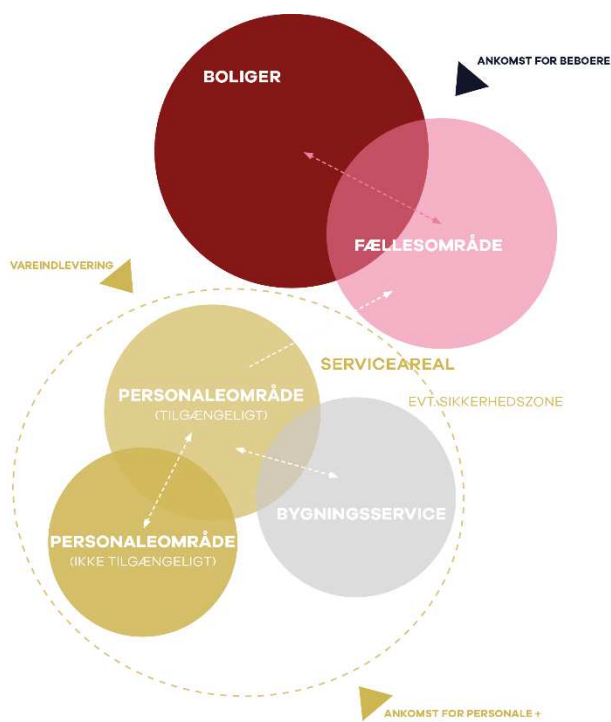 ANKOMST FOR BEBOERE
BOLIGER
FÆLLESOMRÅDE
VAREINDLEVERING
SERVICEAREAL
PERSONALEOMRÅDE
(TILGÆNGELIGT)
EVT. SIKKERHEDSZONE
BYGNINGSSERVICE
PERSONALEOMRÅDE
(IKKE TILGÆNGELIGT)
ANKOMST FOR PERSONALE +